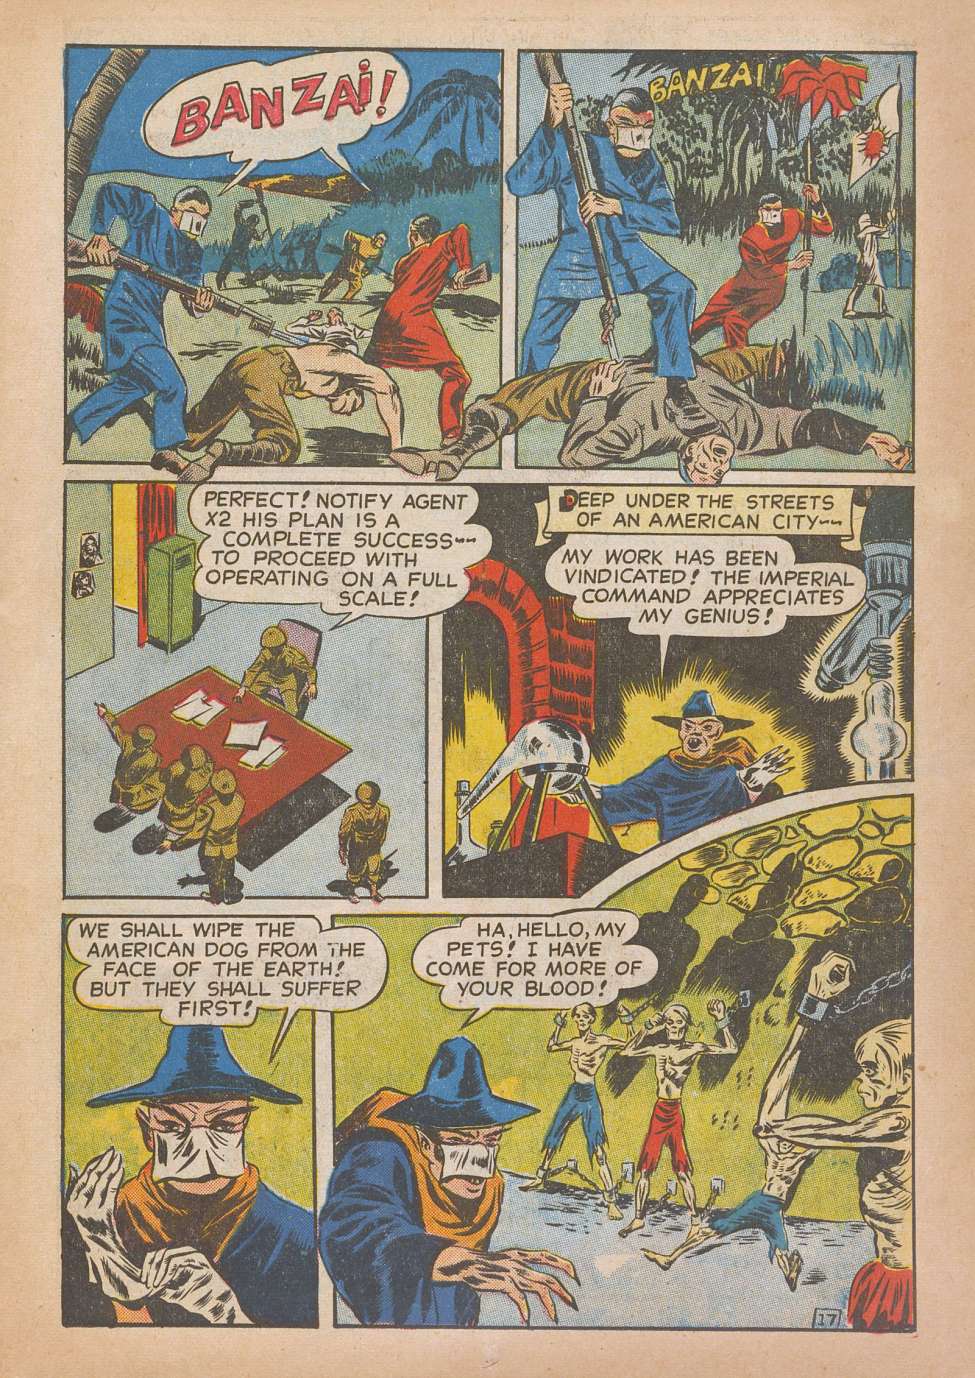 BANZAI!
BANZAI!
PERFECT! NOTIFY AGENT
X2 HIS PLAN IS A
COMPLETE SUCCESS--
TO PROCEED WITH
OPERATING ON A FULL
SCALE!
DEEP UNDER THE STREETS
OF AN AMERICAN CITY--
MY WORK HAS BEEN
VINDICATED! THE IMPERIAL
COMMAND APPRECIATES
MY GENIUS!
WE SHALL WIPE THE
AMERICAN DOG FROM THE
FACE OF THE EARTH!
BUT THEY SHALL SUFFER
FIRST!
HA, HELLO, MY
PETS! I HAVE
COME FOR MORE OF
YOUR BLOOD!
17